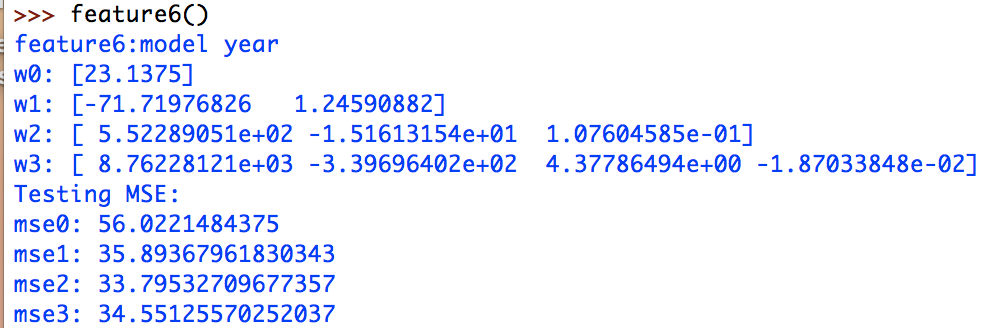 >>> feature6()
feature6:model year
w0: [23.1375]
w1: [-71.71976826   1.24590882]
w2: [ 5.52289051e+02 -1.51613154e+01  1.07604585e-01]
w3: [ 8.76228121e+03 -3.39696402e+02  4.37786494e+00 -1.87033848e-02]
Testing MSE:
mse0: 56.0221484375
mse1: 35.89367961830343
mse2: 33.79532709677357
mse3: 34.55125570252037